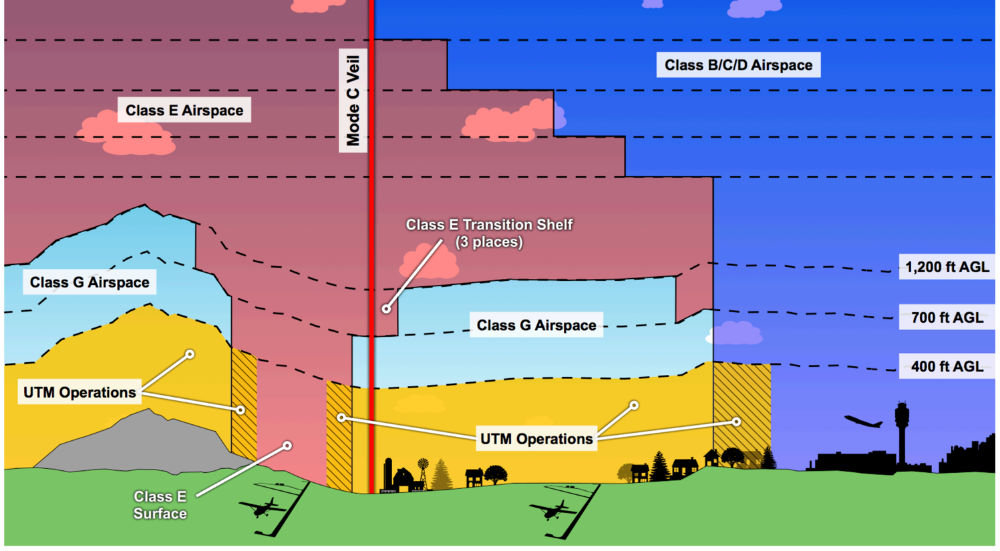 Class B/C/D Airspace
Mode C Veil
Class E Airspace
Class E Transition Shelf
(3 places)
1,200 ft AGL
Class G Airspace
700 ft AGL
Class G Airspace
400 ft AGL
UTM Operations
UTM Operations
Class E
Surface